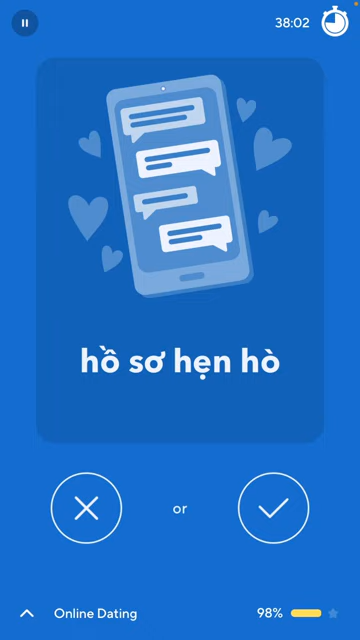 38:02
hồ sơ hẹn hò
or
Online Dating
98%